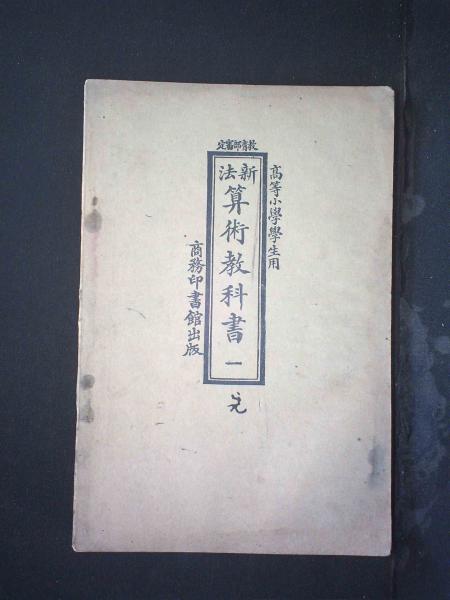 教育部審定
高等小學學生用
新法
算術教科書 一
商務印書館出版
元